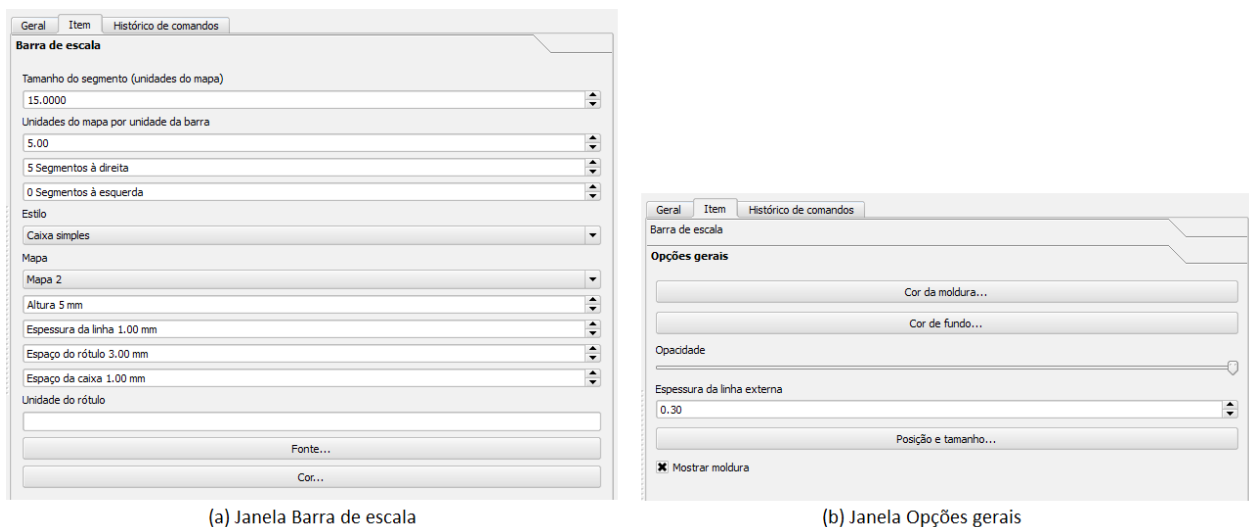 Geral Item Histórico de comandos
Barra de escala
Tamanho do segmento (unidades do mapa)
15.0000
Unidades do mapa por unidade da barra
5.00
5 Segmentos à direita
0 Segmentos à esquerda
Estilo
Caixa simples
Mapa
Mapa 2
Altura 5 mm
Espessura da linha 1.00 mm
Espaço do rótulo 3.00 mm
Espaço da caixa 1.00 mm
Unidade do rótulo
Fonte...
Cor...
(a) Janela Barra de escala
Geral Item Histórico de comandos
Barra de escala
Opções gerais
Cor da moldura...
Cor de fundo...
Opacidade
Espessura da linha externa
0.30
Posição e tamanho...
Mostrar moldura
(b) Janela Opções gerais